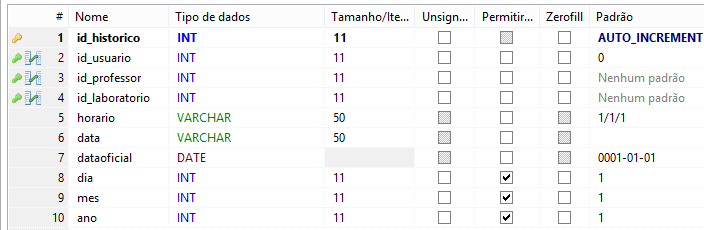 # Nome Tipo de dados Tamanho/Ite... Unsign... Permitir... Zerofill Padrão
1 id_historico INT 11 AUTO_INCREMENT
2 id_usuario INT 11 0
3 id_professor INT 11 Nenhum padrão
4 id_laboratorio INT 11 Nenhum padrão
5 horario VARCHAR 50 1/1/1
6 data VARCHAR 50
7 dataoficial DATE 0001-01-01
8 dia INT 11 1
9 mes INT 11 1
10 ano INT 11 1